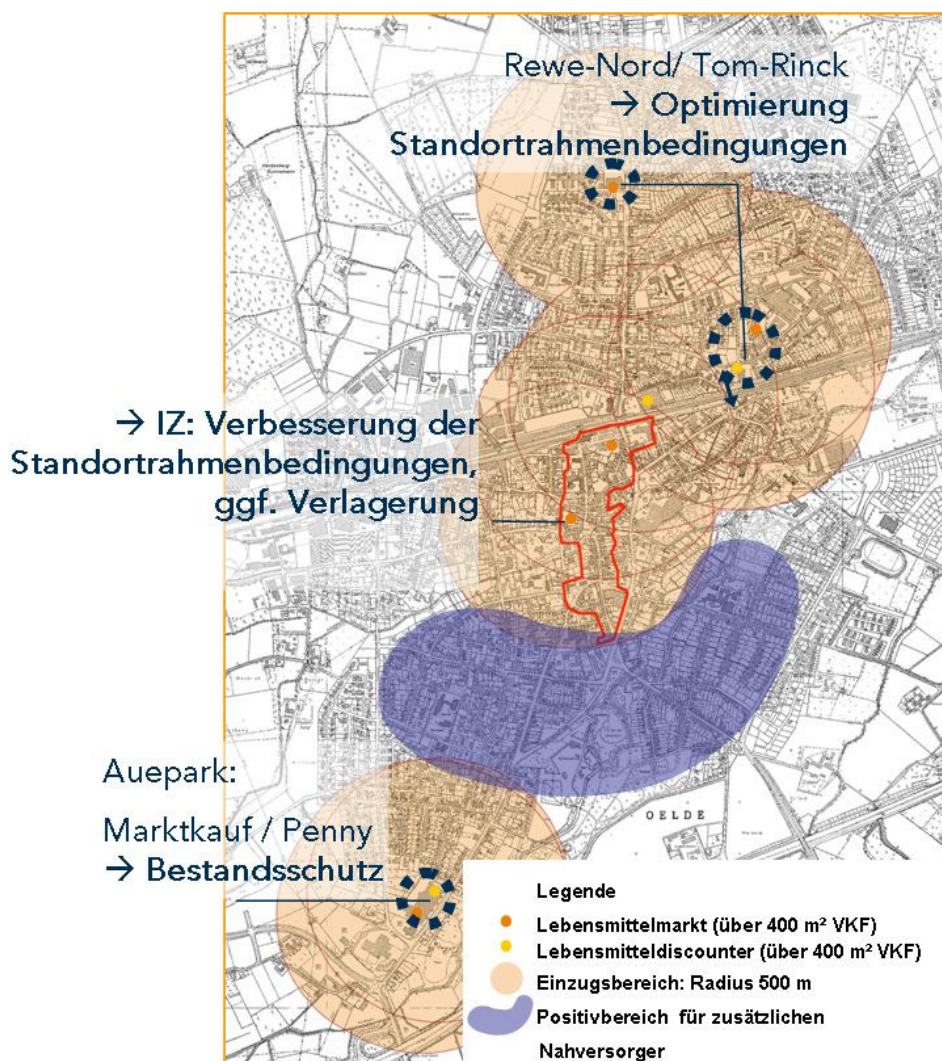 Rewe-Nord/ Tom-Rinck
→ Optimierung
Standortrahmenbedingungen
→ IZ: Verbesserung der
Standortrahmenbedingungen,
ggf. Verlagerung
Auepark:
Marktkauf / Penny
→ Bestandsschutz
OELDE
Legende
Lebensmittelmarkt (über 400 m² VKF)
Lebensmitteldiscounter (über 400 m² VKF)
Einzugsbereich: Radius 500 m
Positivbereich für zusätzlichen
Nahversorger